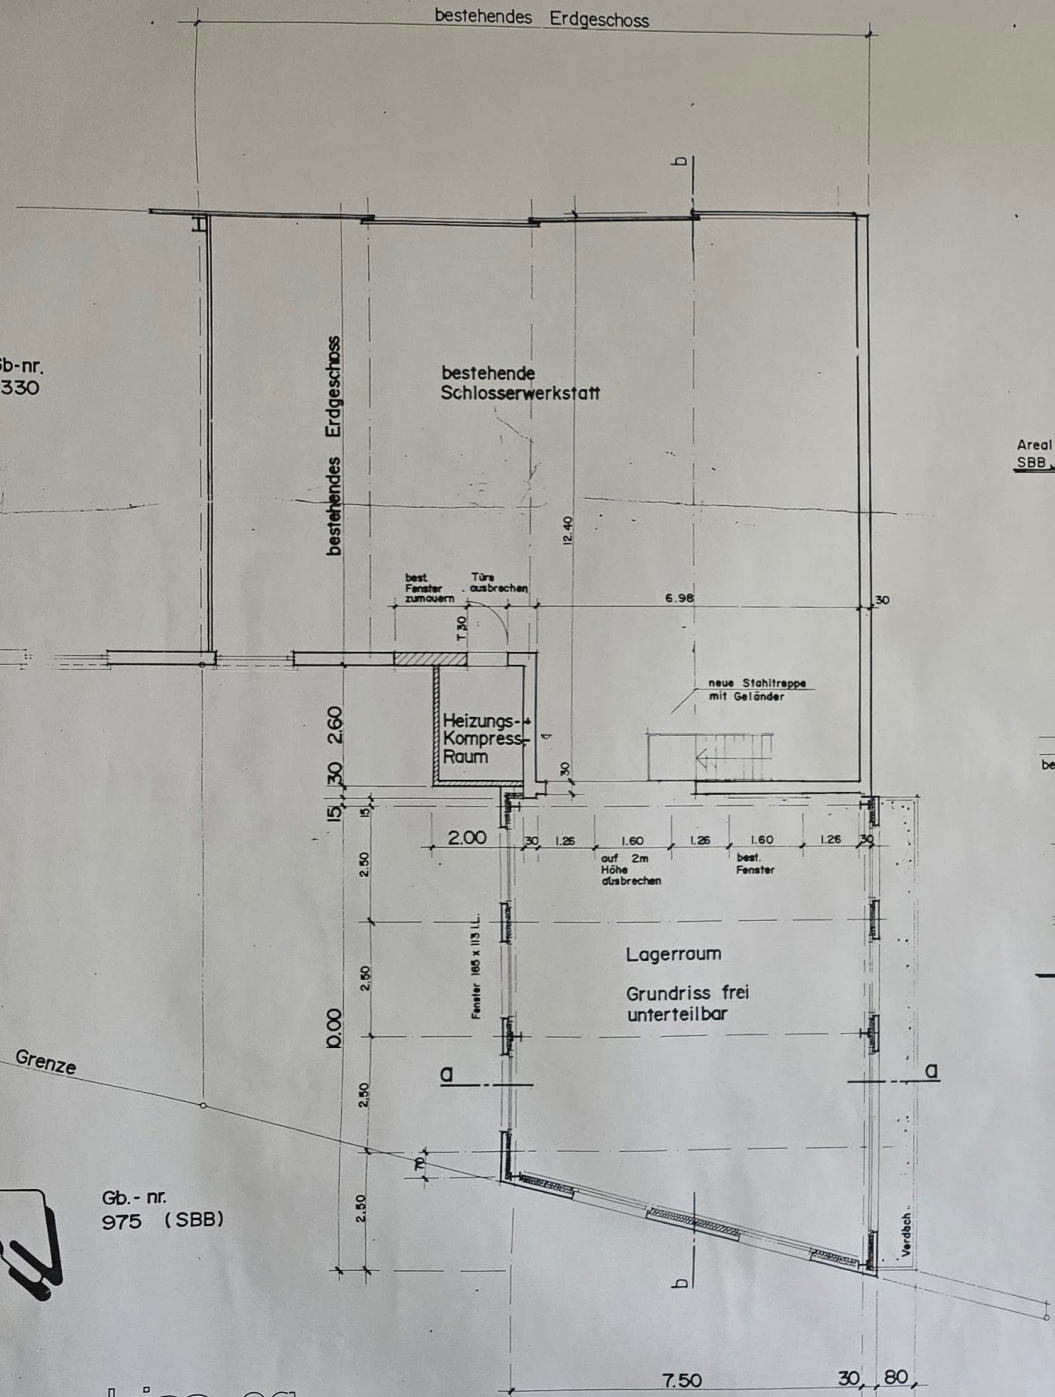 bestehendes Erdgeschoss
b
Gb-nr.
330
bestehendes Erdgeschoss
bestehende
Schlosserwerkstatt
Areal
SBB
12.40
best.
Fenster
zumauern
Türe
ausbrechen
T 30
6.98
30
neue Stahltreppe
mit Geländer
Heizungs-
Kompress-
Raum
2.60
30
15
30
15
be
2.00
30
1.26
1.60
1.26
1.60
1.26
30
auf 2m
Höhe
ausbrechen
best.
Fenster
2.50
Fenster 165 x 113 i.L.
Lagerraum
Grundriss frei
unterteilbar
2.50
10.00
Grenze
a
a
2.50
70
Gb.- nr.
975 (SBB)
2.50
Vordach
b
7.50
30
80